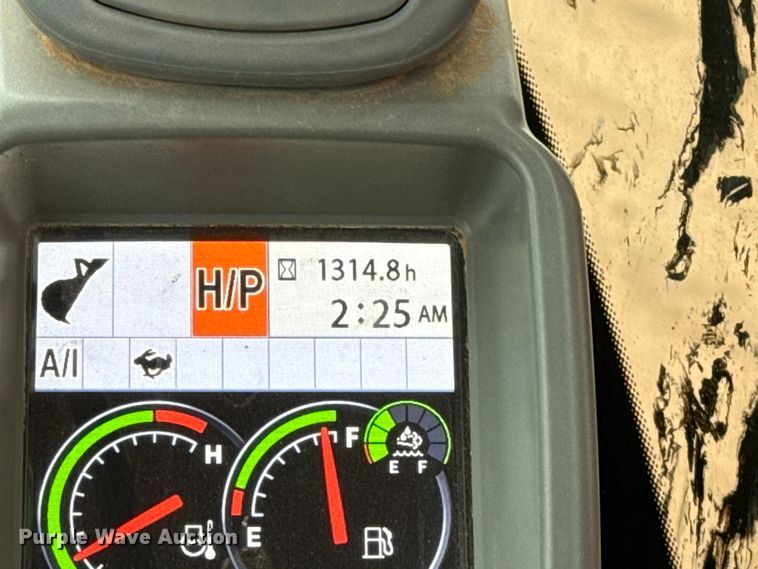 H/P
1314.8h
2:25 AM
A/I
H
F
E F
E
Purple Wave Auction